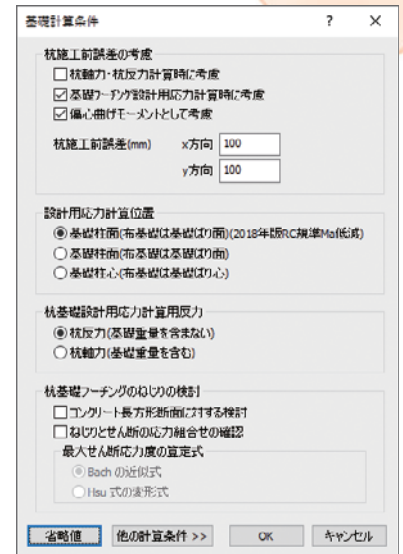 基礎計算条件 ? ×
杭施工前誤差の考慮
杭軸力・杭反力計算時に考慮
基礎フーチング設計用応力計算時に考慮
偏心曲げモーメントとして考慮
杭施工前誤差(mm) x方向 100
y方向 100
設計用応力計算位置
基礎柱面(布基礎は基礎ばり面)(2018年版RC規準Ma低減)
基礎柱面(布基礎は基礎ばり面)
基礎柱心(布基礎は基礎ばり心)
杭基礎設計用応力計算用反力
杭反力(基礎重量を含まない)
杭軸力(基礎重量を含む)
杭基礎フーチングのねじりの検討
コンクリート長方形断面に対する検討
ねじりとせん断の応力組合せの確認
最大せん断応力度の算定式
Bach の近似式
Hsu 式の変形式
省略値 他の計算条件 >> OK キャンセル